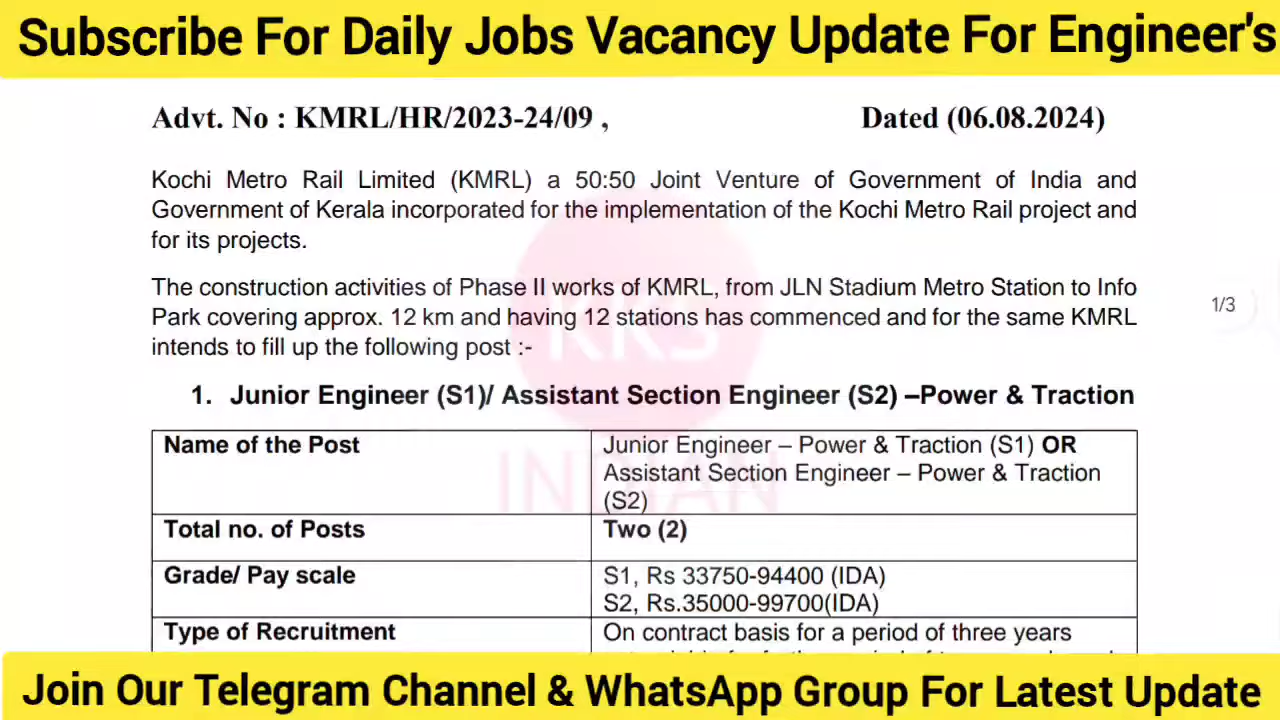 Subscribe For Daily Jobs Vacancy Update For Engineer's
Advt. No : KMRL/HR/2023-24/09 , Dated (06.08.2024)
Kochi Metro Rail Limited (KMRL) a 50:50 Joint Venture of Government of India and
Government of Kerala incorporated for the implementation of the Kochi Metro Rail project and
for its projects.
The construction activities of Phase II works of KMRL, from JLN Stadium Metro Station to Info
Park covering approx. 12 km and having 12 stations has commenced and for the same KMRL
intends to fill up the following post :-
1/3
KKS
INDIAN
1. Junior Engineer (S1)/ Assistant Section Engineer (S2) –Power & Traction
Name of the Post Junior Engineer – Power & Traction (S1) OR
Assistant Section Engineer – Power & Traction
(S2)
Total no. of Posts Two (2)
Grade/ Pay scale S1, Rs 33750-94400 (IDA)
S2, Rs.35000-99700(IDA)
Type of Recruitment On contract basis for a period of three years
Join Our Telegram Channel & WhatsApp Group For Latest Update